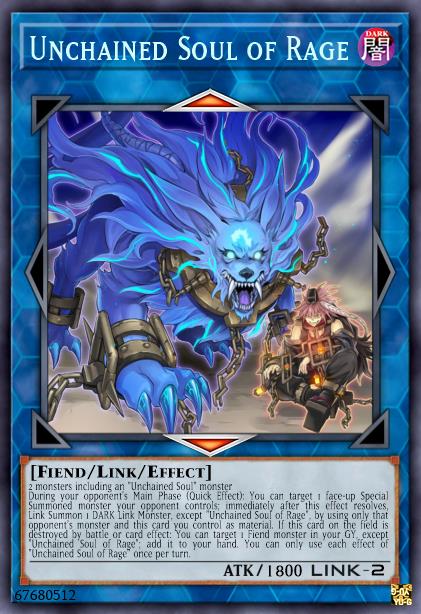 Unchained Soul of Rage
DARK
闇
[Fiend/Link/Effect]
2 monsters including an "Unchained Soul" monster
During your opponent's Main Phase (Quick Effect): You can target 1 face-up Special
Summoned monster your opponent controls; immediately after this effect resolves,
Link Summon 1 DARK Link Monster, except "Unchained Soul of Rage", by using only that
opponent's monster and this card you control as material. If this card on the field is
destroyed by battle or card effect: You can target 1 Fiend monster in your GY, except
"Unchained Soul of Rage"; add it to your hand. You can only use each effect of
"Unchained Soul of Rage" once per turn.
ATK/1800 LINK-2
67680512